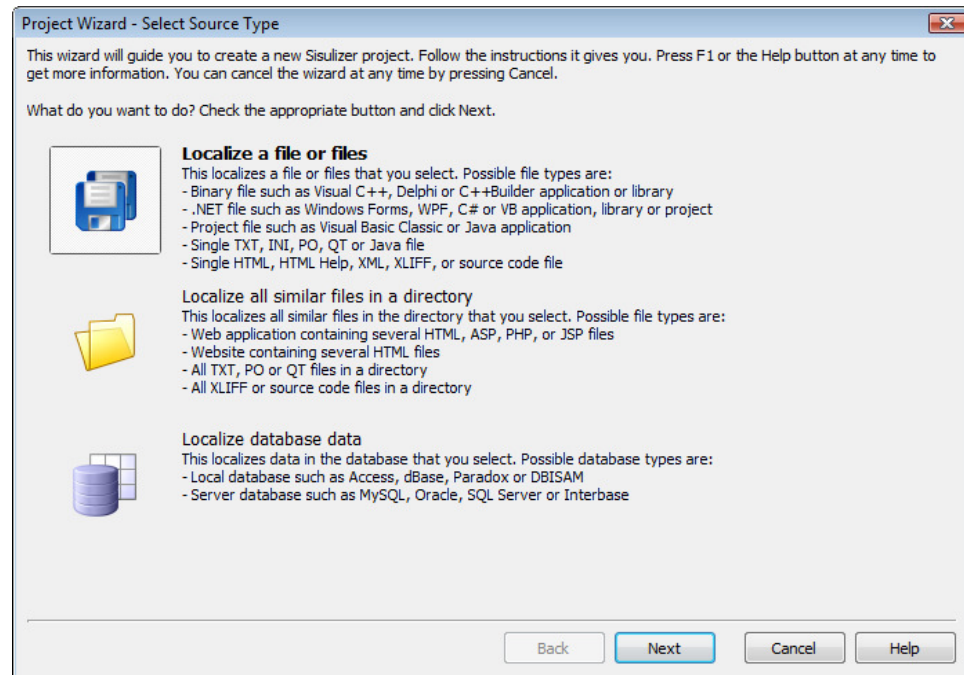 Project Wizard - Select Source Type
This wizard will guide you to create a new Sisulizer project. Follow the instructions it gives you. Press F1 or the Help button at any time to
get more information. You can cancel the wizard at any time by pressing Cancel.
What do you want to do? Check the appropriate button and click Next.
Localize a file or files
This localizes a file or files that you select. Possible file types are:
- Binary file such as Visual C++, Delphi or C++Builder application or library
- .NET file such as Windows Forms, WPF, C# or VB application, library or project
- Project file such as Visual Basic Classic or Java application
- Single TXT, INI, PO, QT or Java file
- Single HTML, HTML Help, XML, XLIFF, or source code file
Localize all similar files in a directory
This localizes all similar files in the directory that you select. Possible file types are:
- Web application containing several HTML, ASP, PHP, or JSP files
- Website containing several HTML files
- All TXT, PO or QT files in a directory
- All XLIFF or source code files in a directory
Localize database data
This localizes data in the database that you select. Possible database types are:
- Local database such as Access, dBase, Paradox or DBISAM
- Server database such as MySQL, Oracle, SQL Server or Interbase
Back Next Cancel Help